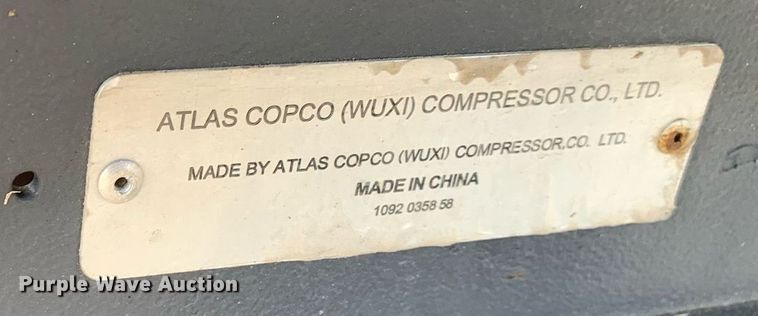 ATLAS COPCO (WUXI) COMPRESSOR CO., LTD.
MADE BY ATLAS COPCO (WUXI) COMPRESSOR.CO. LTD.
MADE IN CHINA
1092 0358 58
Purple Wave Auction